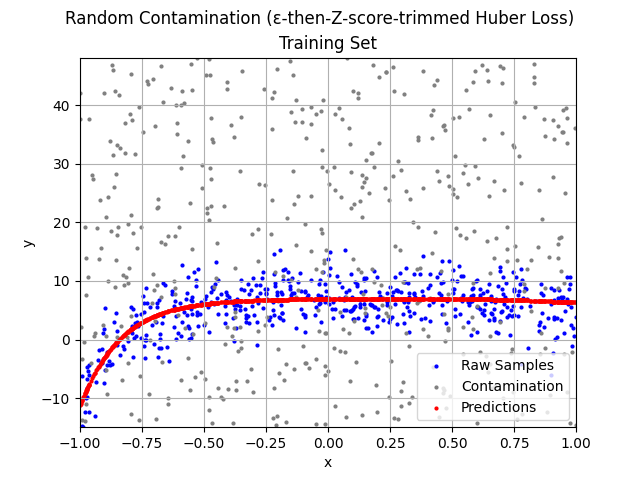 Random Contamination (ε-then-Z-score-trimmed Huber Loss)
Training Set
40
30
20
10
0
−10
y
−1.00 −0.75 −0.50 −0.25 0.00 0.25 0.50 0.75 1.00
x
Raw Samples
Contamination
Predictions